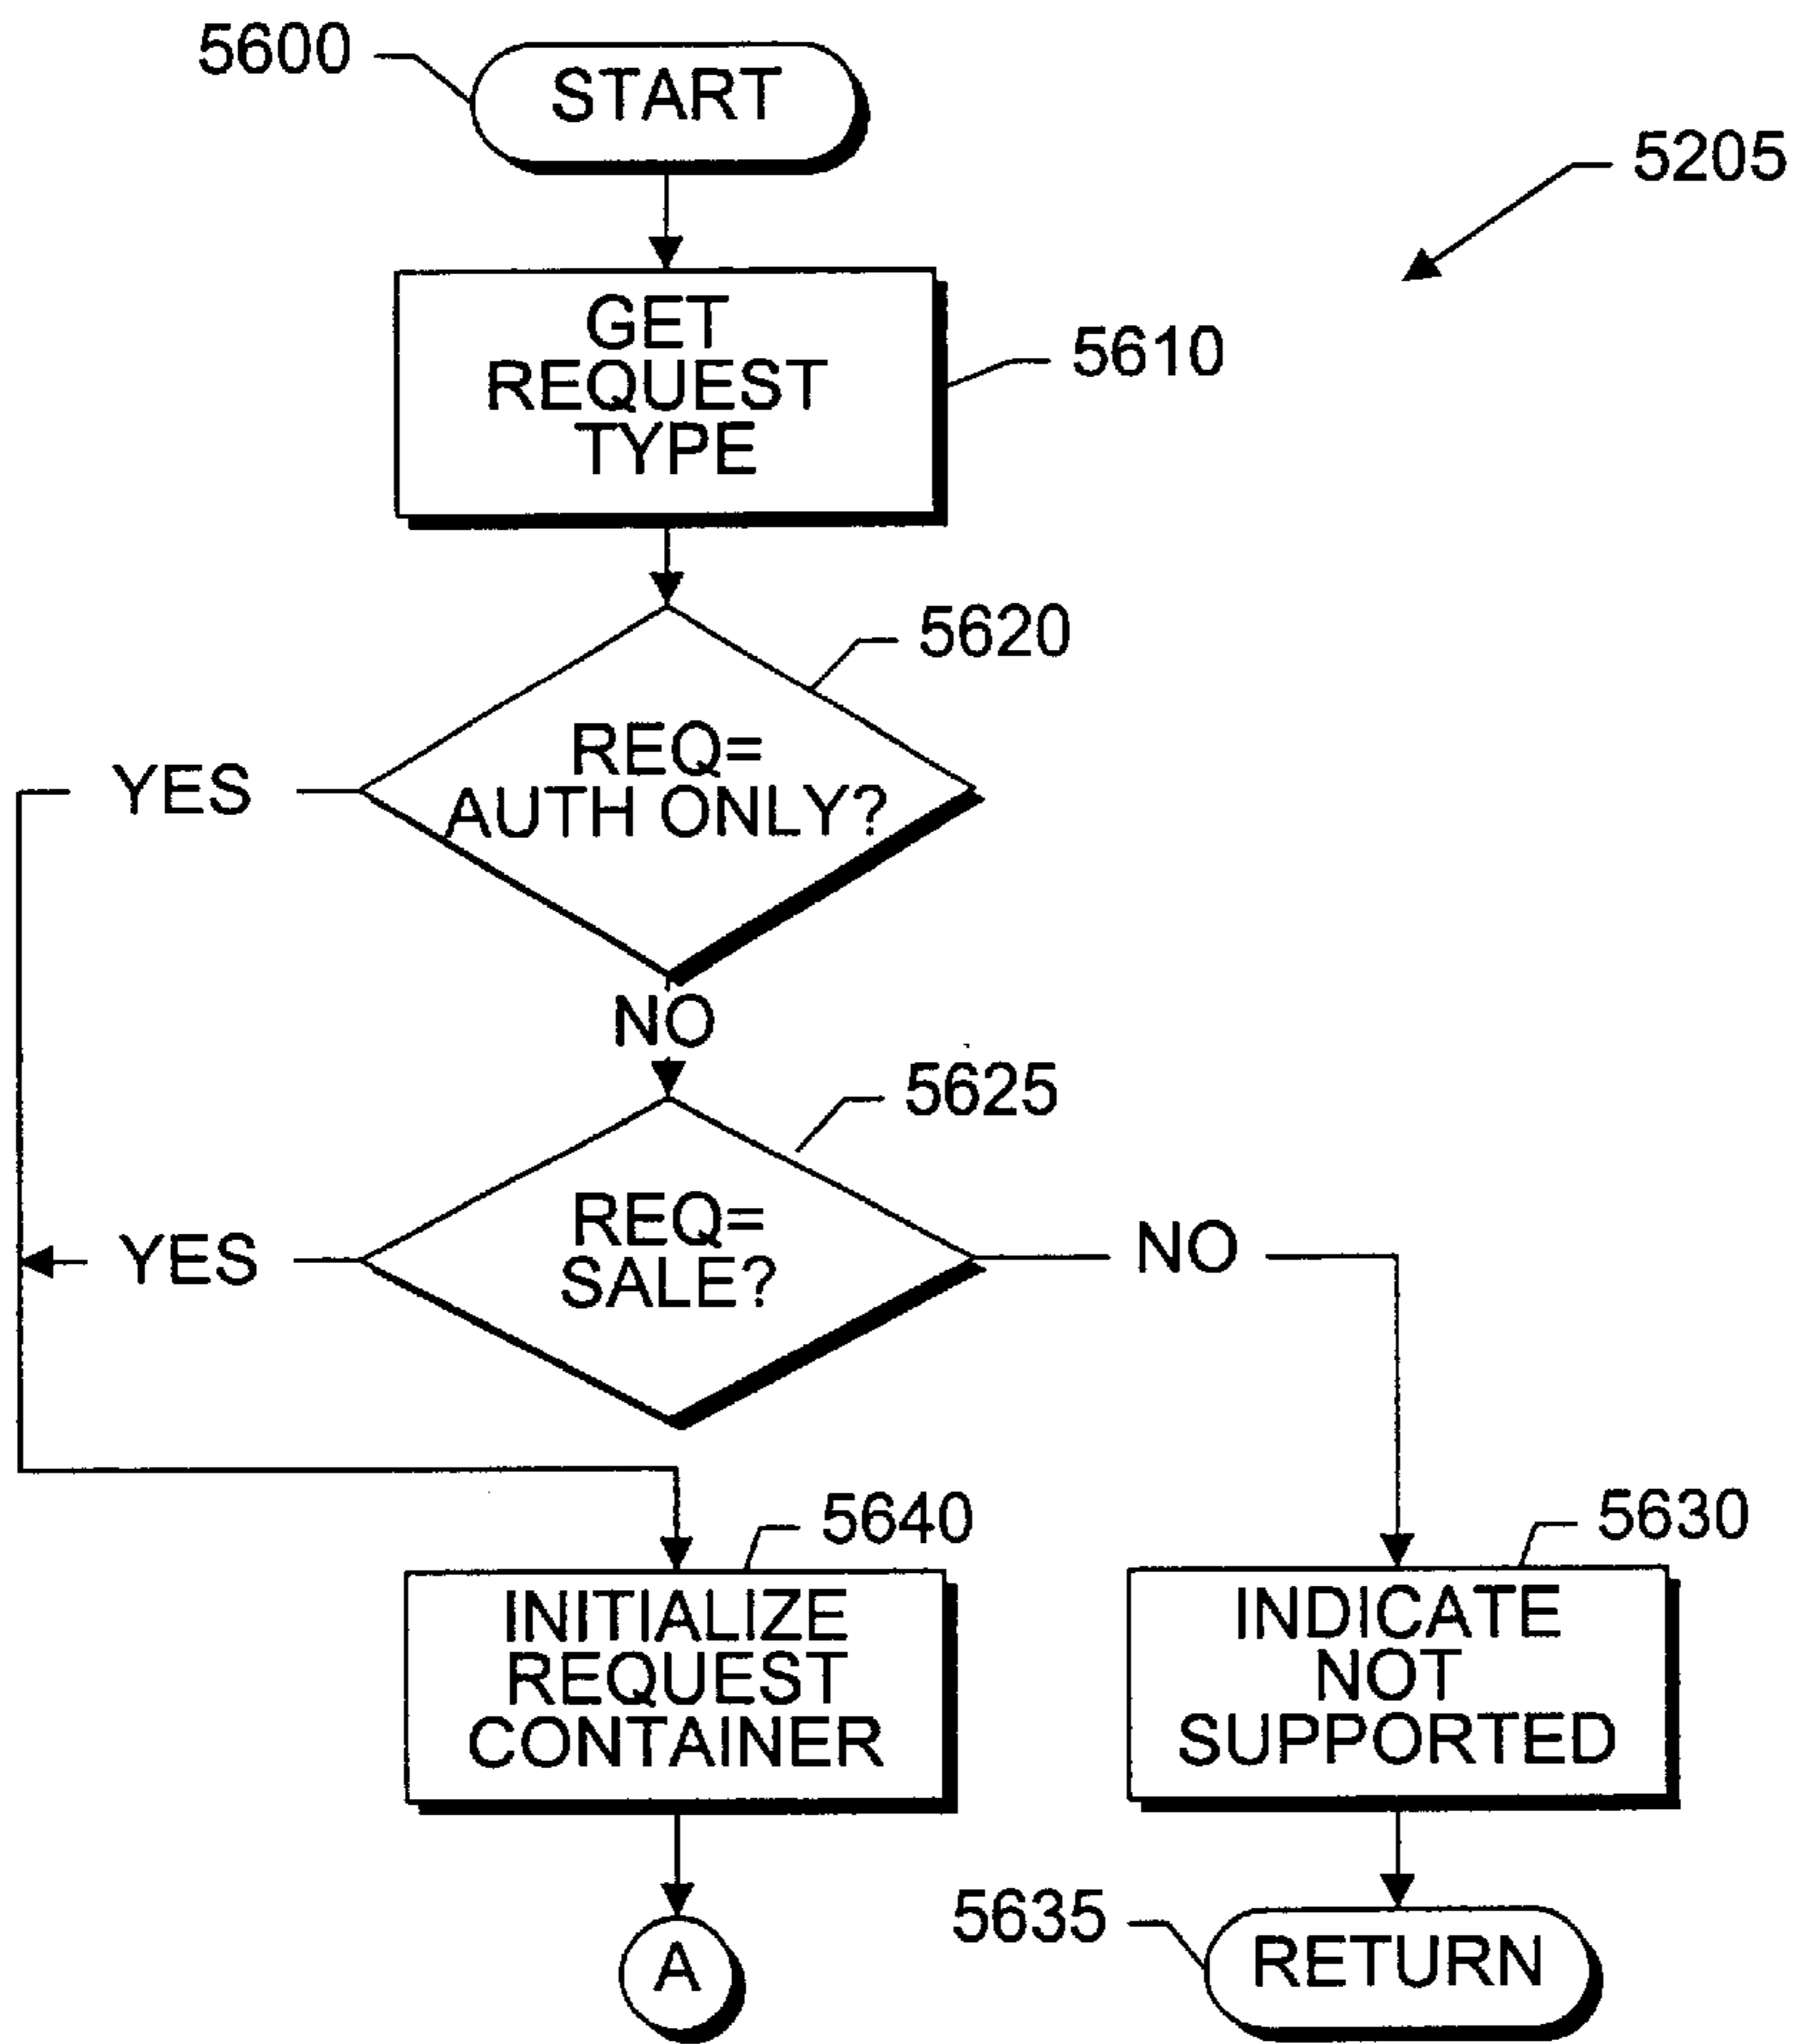 5600
START
5205
GET
REQUEST
TYPE
5610
5620
REQ=
AUTH ONLY?
YES
NO
5625
REQ=
SALE?
YES
NO
5640
INITIALIZE
REQUEST
CONTAINER
5630
INDICATE
NOT
SUPPORTED
A
5635
RETURN